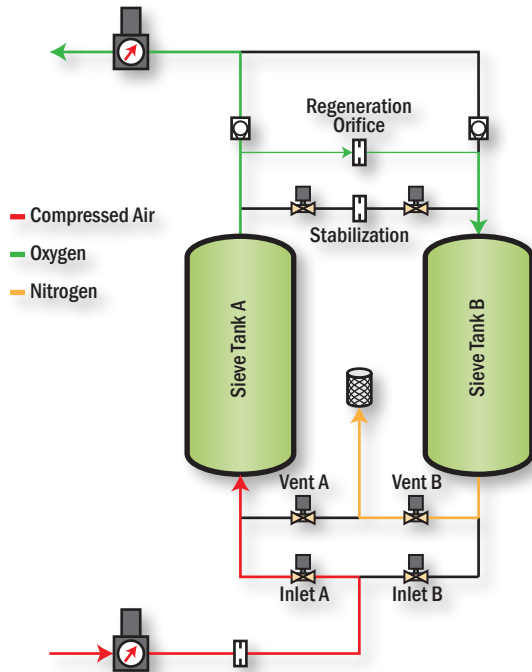 Regeneration
Orifice
Compressed Air
Oxygen
Nitrogen
Stabilization
Sieve Tank A
Sieve Tank B
Vent A
Vent B
Inlet A
Inlet B